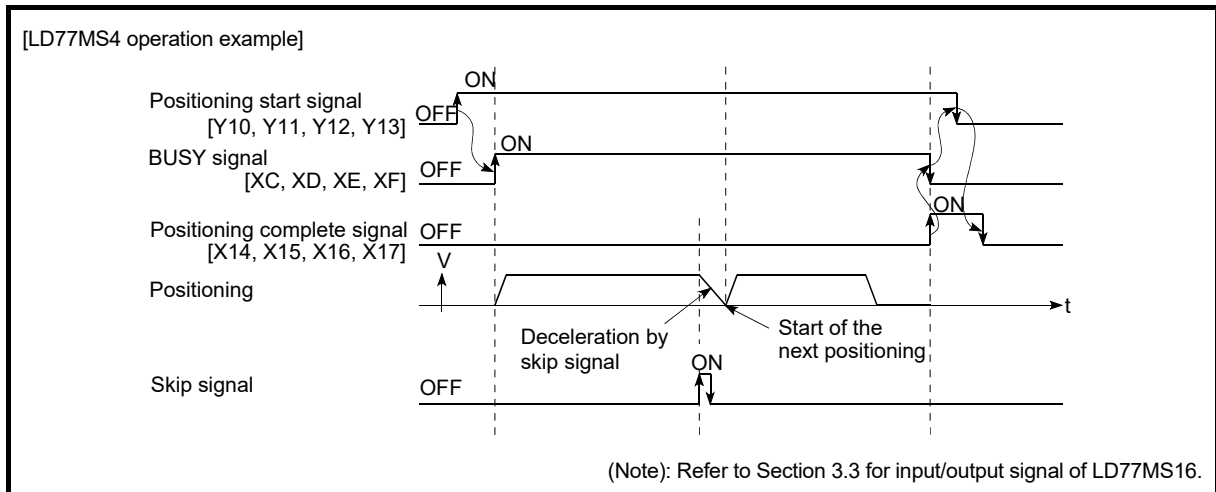 [LD77MS4 operation example]
ON
Positioning start signal
[Y10, Y11, Y12, Y13]
OFF
ON
BUSY signal
[XC, XD, XE, XF]
OFF
ON
Positioning complete signal
[X14, X15, X16, X17]
OFF
V
Positioning
t
Deceleration by
skip signal
Start of the
next positioning
ON
Skip signal
OFF
(Note): Refer to Section 3.3 for input/output signal of LD77MS16.